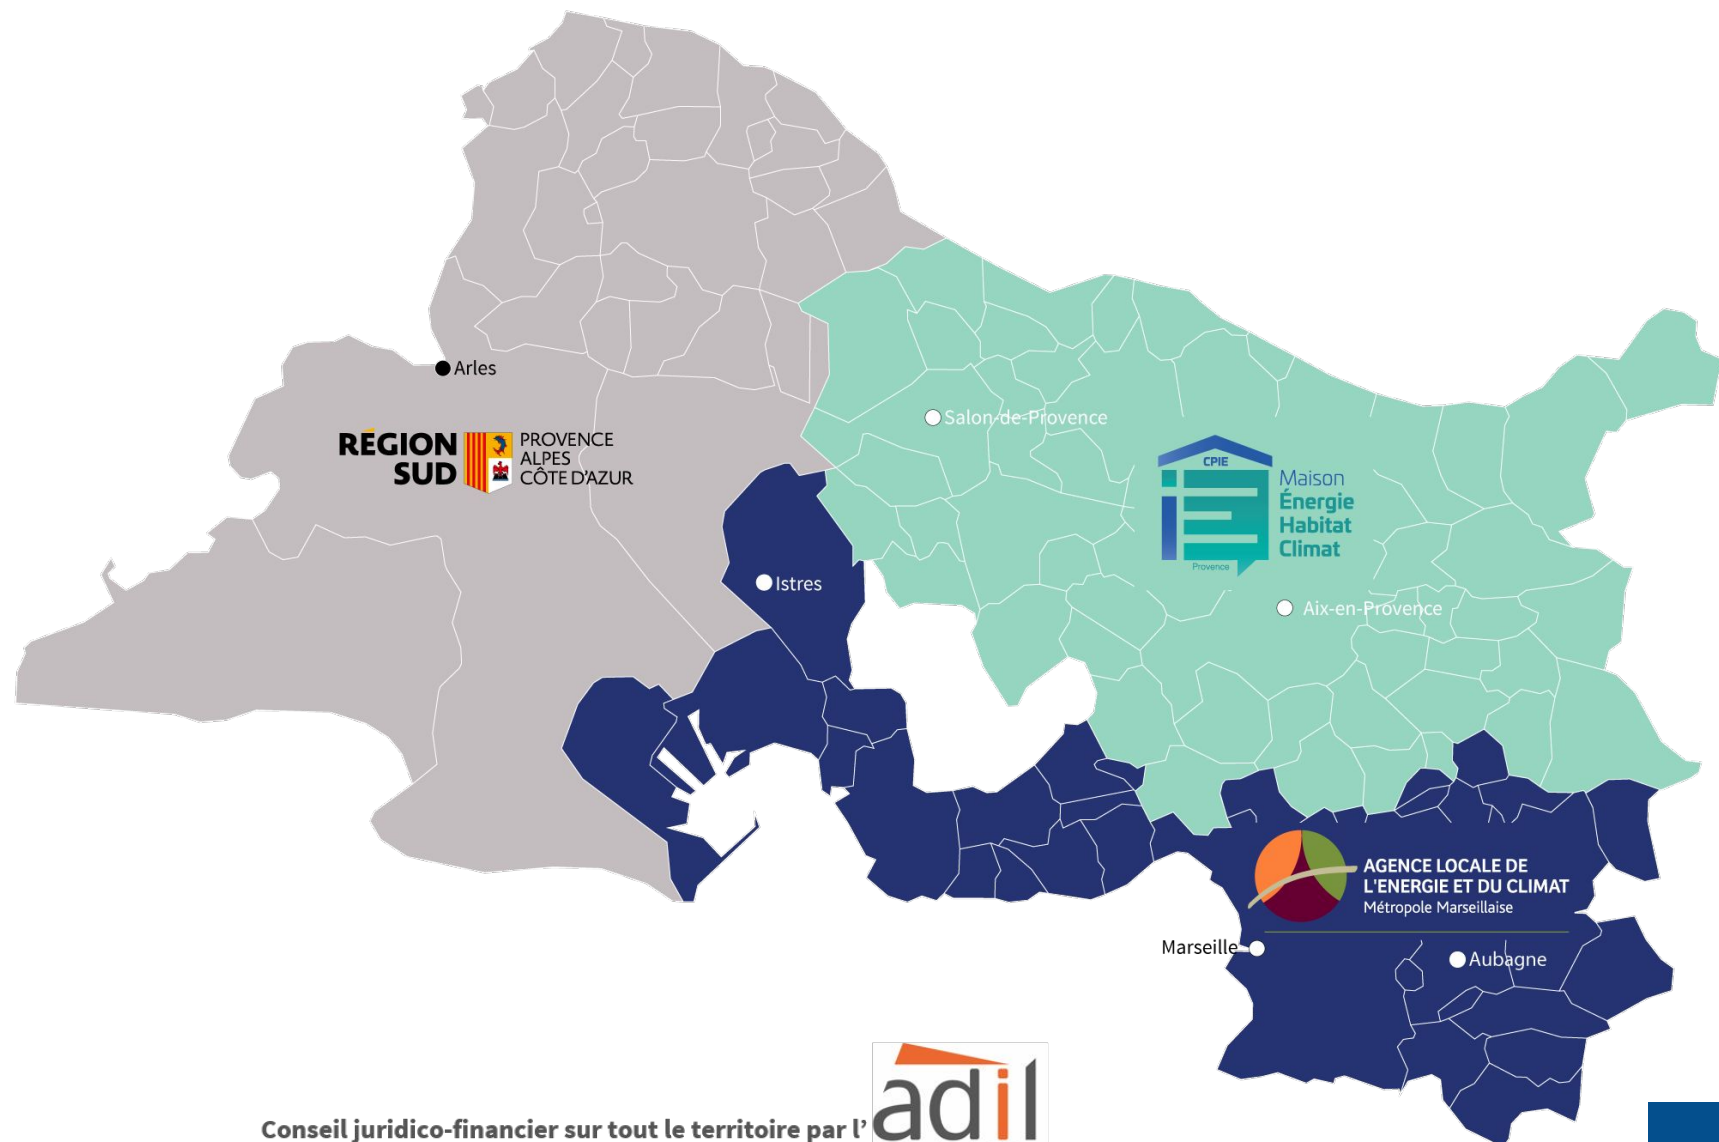 Arles
RÉGION
SUD
PROVENCE
ALPES
CÔTE D'AZUR
Salon-de-Provence
CPIE
Maison
Énergie
Habitat
Climat
Provence
Istres
Aix-en-Provence
AGENCE LOCALE DE
L'ENERGIE ET DU CLIMAT
Métropole Marseillaise
Marseille
Aubagne
Conseil juridico-financier sur tout le territoire par l' adil